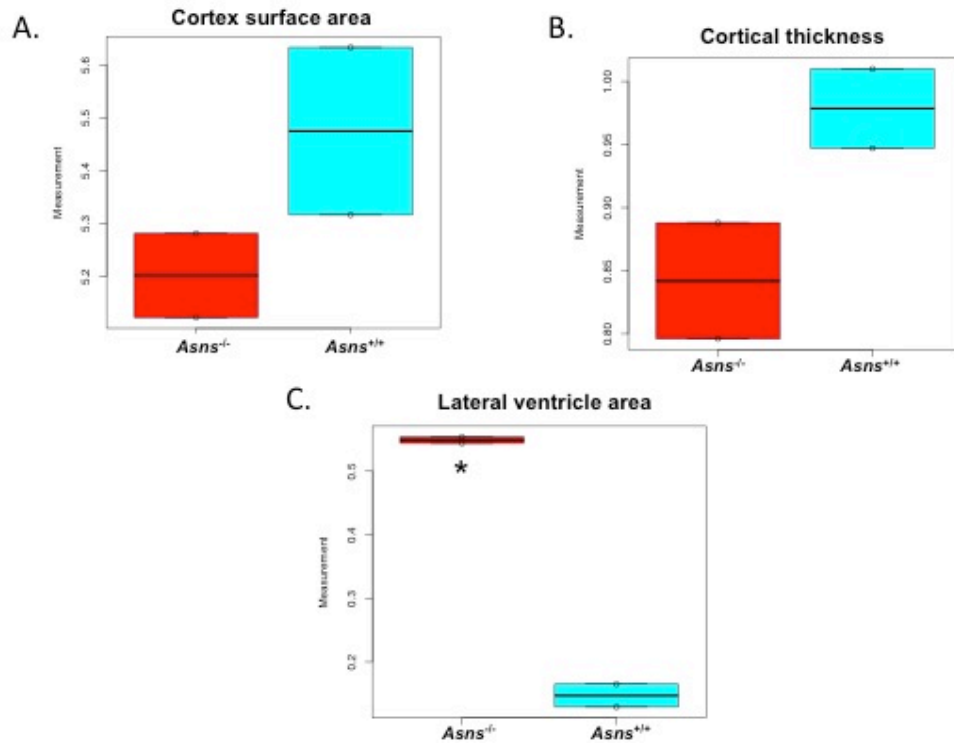 A.
Cortex surface area
Measurement
5.6
5.5
5.4
5.3
5.2
Asns-/-
Asns+/+
B.
Cortical thickness
Measurement
1.00
0.95
0.90
0.85
0.80
Asns-/-
Asns+/+
C.
Lateral ventricle area
Measurement
0.5
0.4
0.3
0.2
*
Asns-/-
Asns+/+